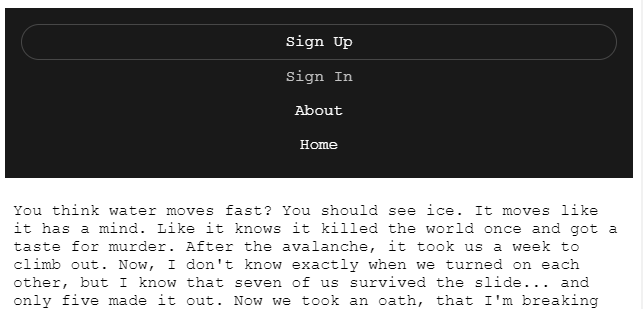 Sign Up
Sign In
About
Home
You think water moves fast? You should see ice. It moves like
it has a mind. Like it knows it killed the world once and got a
taste for murder. After the avalanche, it took us a week to
climb out. Now, I don't know exactly when we turned on each
other, but I know that seven of us survived the slide... and
only five made it out. Now we took an oath, that I'm breaking